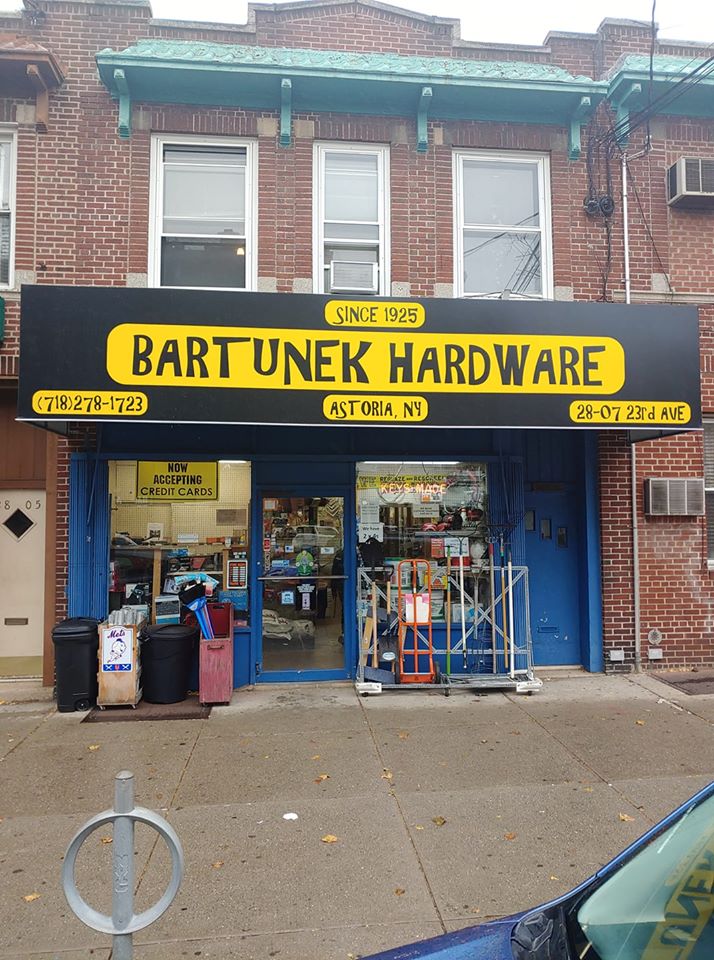 SINCE 1925
BARTUNEK HARDWARE
(718)278-1723
ASTORIA, NY
28-07 23rd AVE
NOW
ACCEPTING
CREDIT CARDS
KEYS MADE
Mets